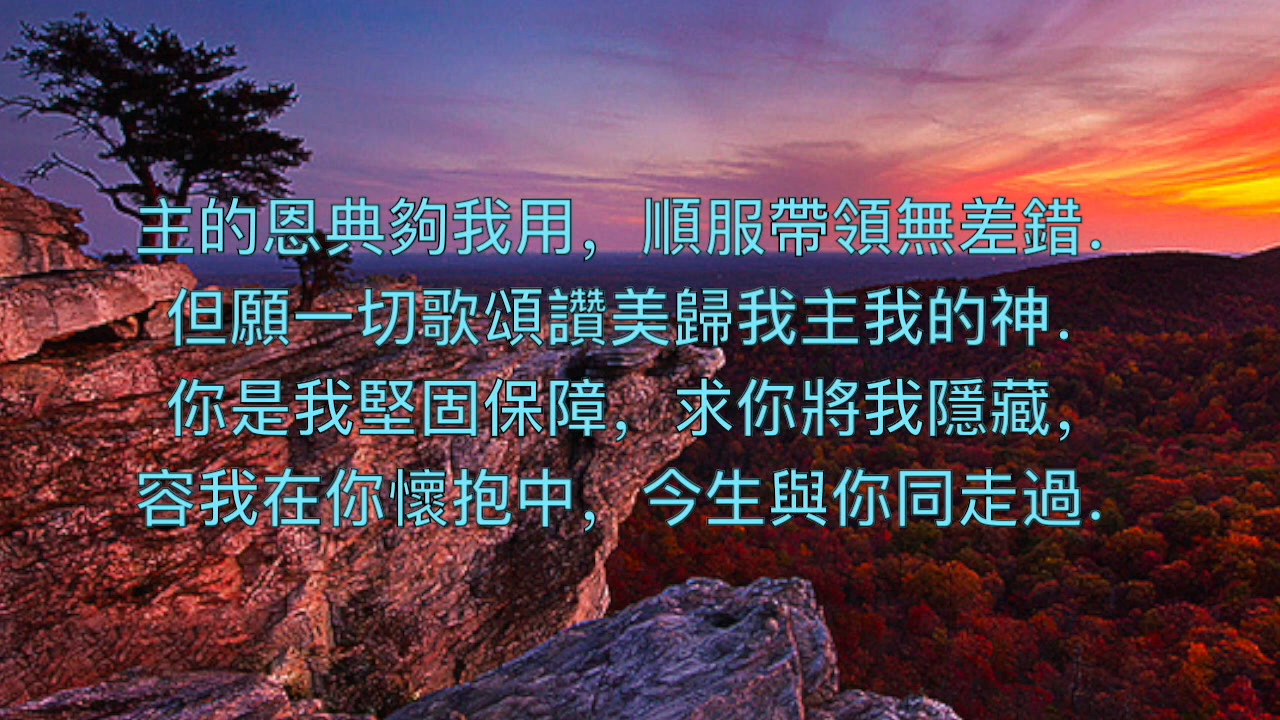 主的恩典夠我用，順服帶領無差錯.
但願一切歌頌讚美歸我主我的神.
你是我堅固保障，求你將我隱藏，
容我在你懷抱中，今生與你同走過.